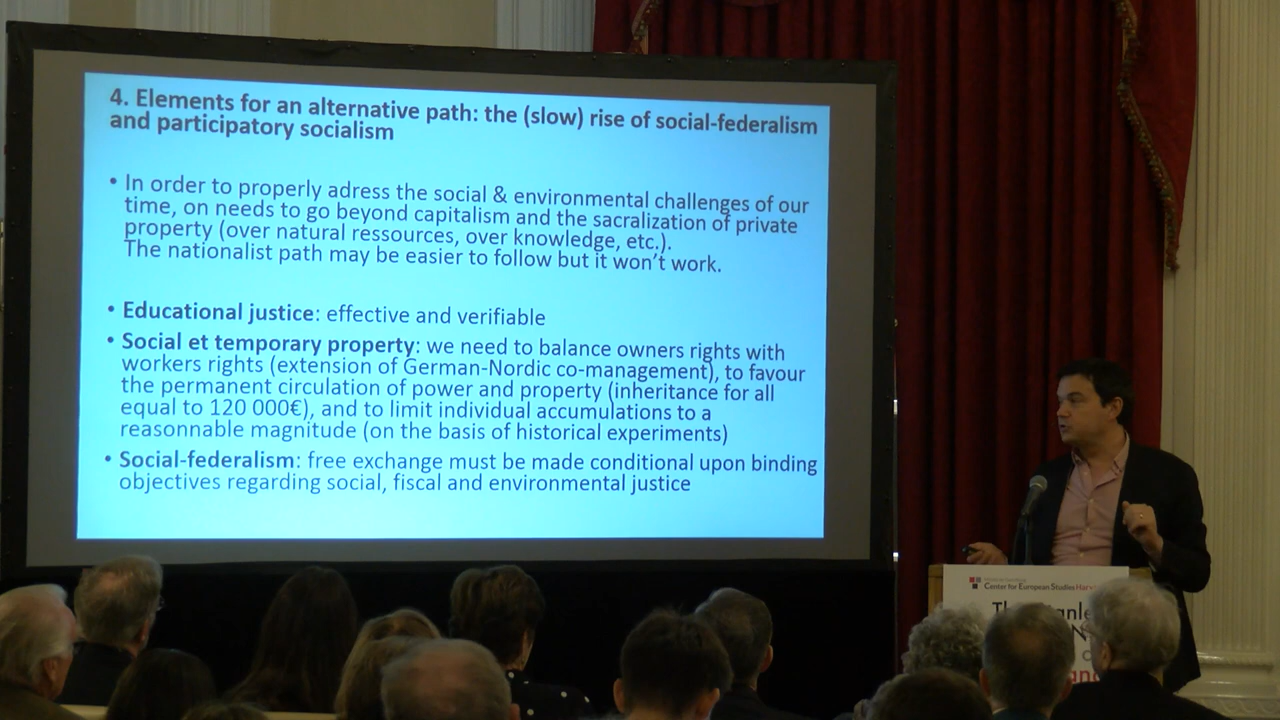 4. Elements for an alternative path: the (slow) rise of social-federalism
and participatory socialism
• In order to properly adress the social & environmental challenges of our
time, on needs to go beyond capitalism and the sacralization of private
property (over natural ressources, over knowledge, etc.).
The nationalist path may be easier to follow but it won't work.
• Educational justice: effective and verifiable
• Social et temporary property: we need to balance owners rights with
workers rights (extension of German-Nordic co-management), to favour
the permanent circulation of power and property (inheritance for all
equal to 120 000€), and to limit individual accumulations to a
reasonnable magnitude (on the basis of historical experiments)
• Social-federalism: free exchange must be made conditional upon binding
objectives regarding social, fiscal and environmental justice
Center for European Studies